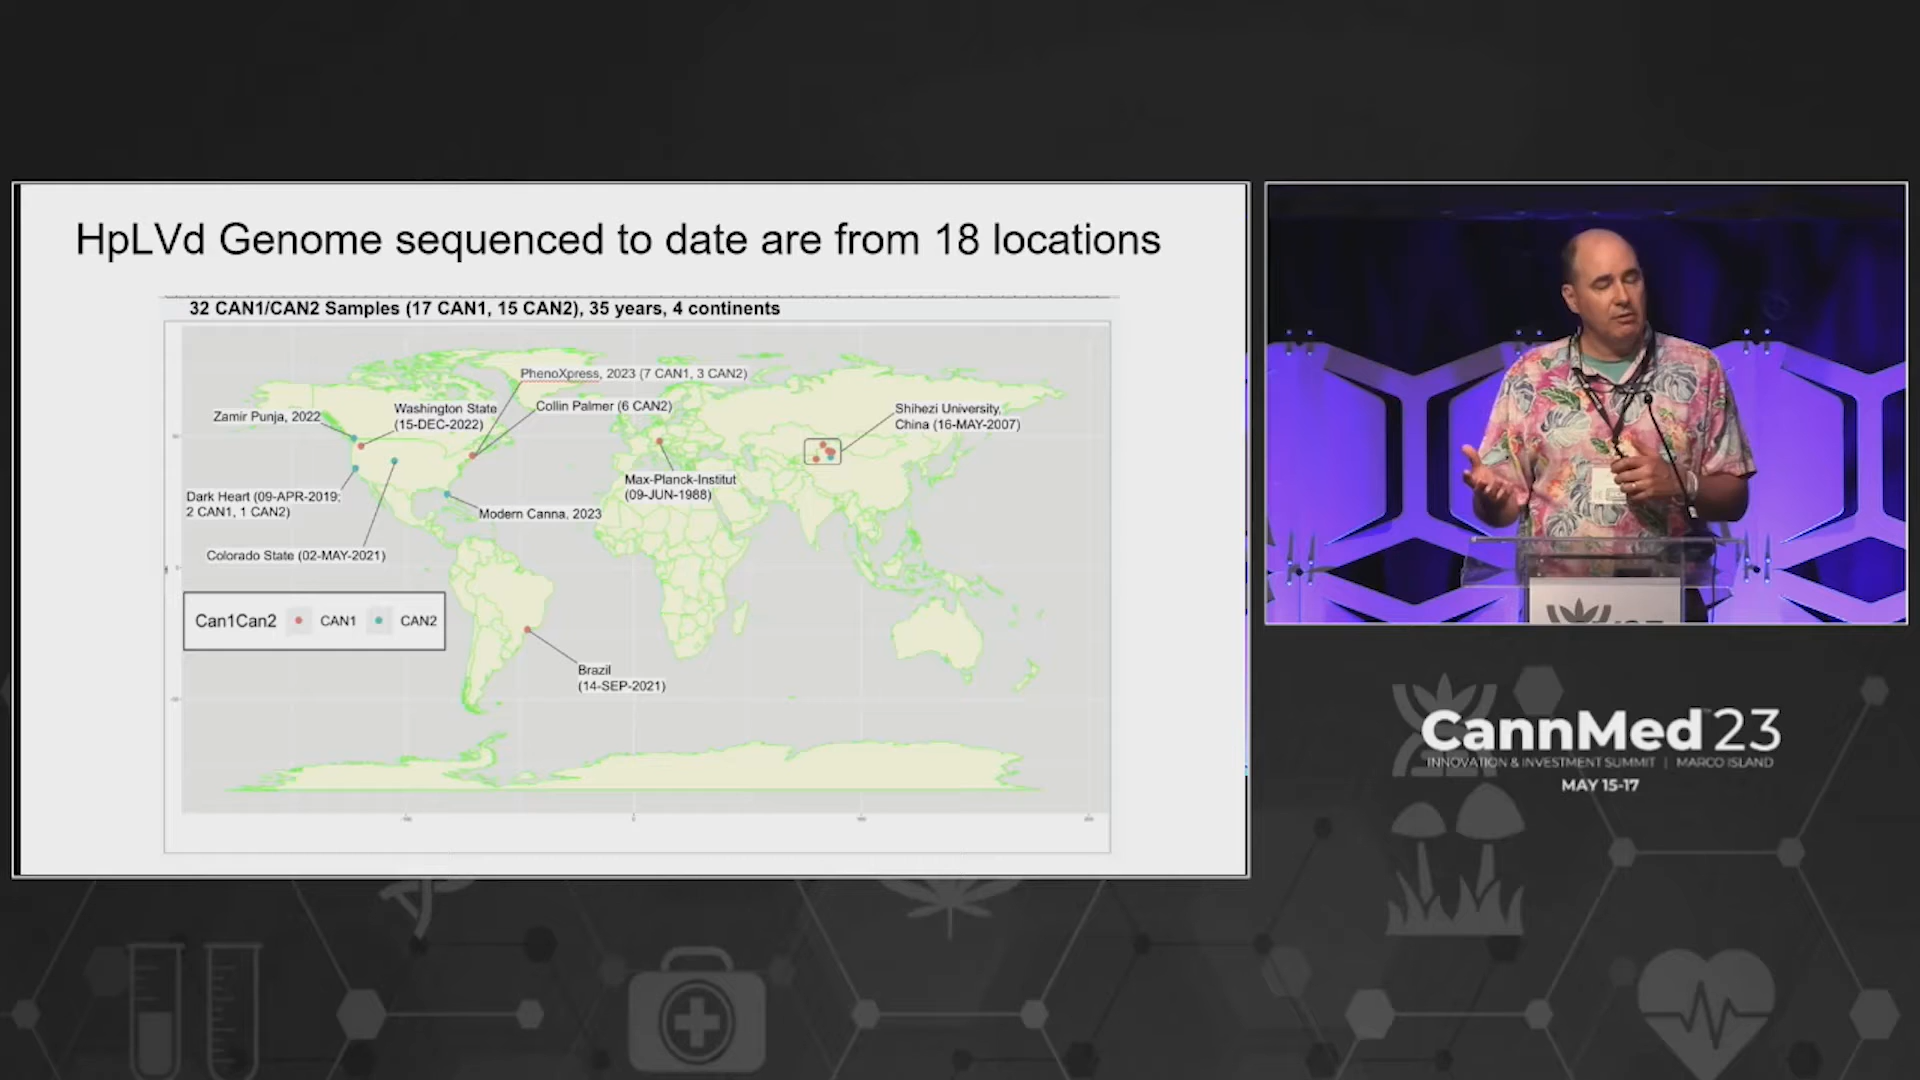 HpLVd Genome sequenced to date are from 18 locations
32 CAN1/CAN2 Samples (17 CAN1, 15 CAN2), 35 years, 4 continents
PhenoXpress, 2023 (7 CAN1, 3 CAN2)
Zamir Punja, 2022
Washington State
(15-DEC-2022)
Collin Palmer (6 CAN2)
Shihezi University,
China (16-MAY-2007)
Max-Planck-Institut
(09-JUN-1988)
Dark Heart (09-APR-2019;
2 CAN1, 1 CAN2)
Modern Canna, 2023
Colorado State (02-MAY-2021)
Can1Can2 CAN1 CAN2
Brazil
(14-SEP-2021)
CannMed 23
INNOVATION & INVESTMENT SUMMIT | MARCO ISLAND
MAY 15-17